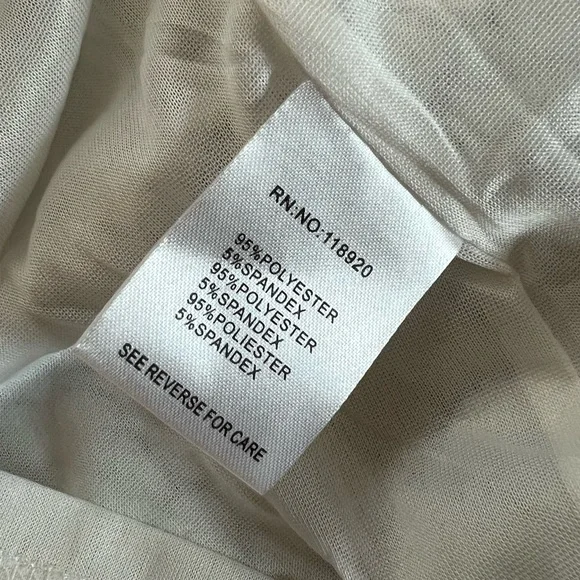 RN:NO:118920
95%POLYESTER
5%SPANDEX
95%POLYESTER
5%SPANDEX
95%POLIESTER
5%SPANDEX
SEE REVERSE FOR CARE